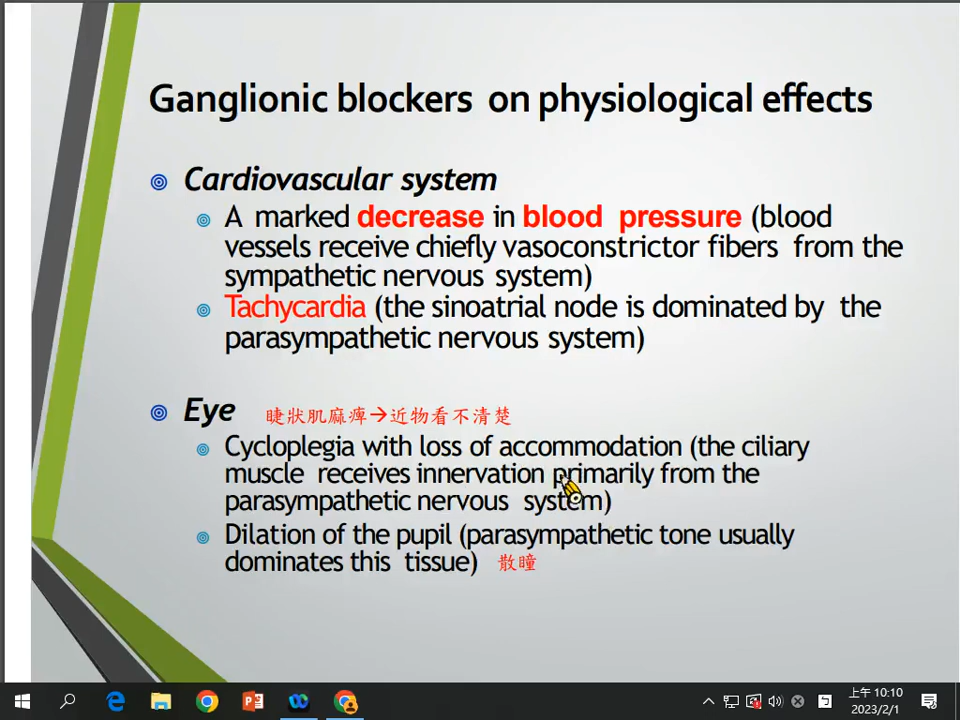 Ganglionic blockers on physiological effects
Cardiovascular system
A marked decrease in blood pressure (blood
vessels receive chiefly vasoconstrictor fibers from the
sympathetic nervous system)
Tachycardia (the sinoatrial node is dominated by the
parasympathetic nervous system)
Eye 睫狀肌麻痺→近物看不清楚
Cycloplegia with loss of accommodation (the ciliary
muscle receives innervation primarily from the
parasympathetic nervous system)
Dilation of the pupil (parasympathetic tone usually
dominates this tissue) 散瞳
上午 10:10
2023/2/1